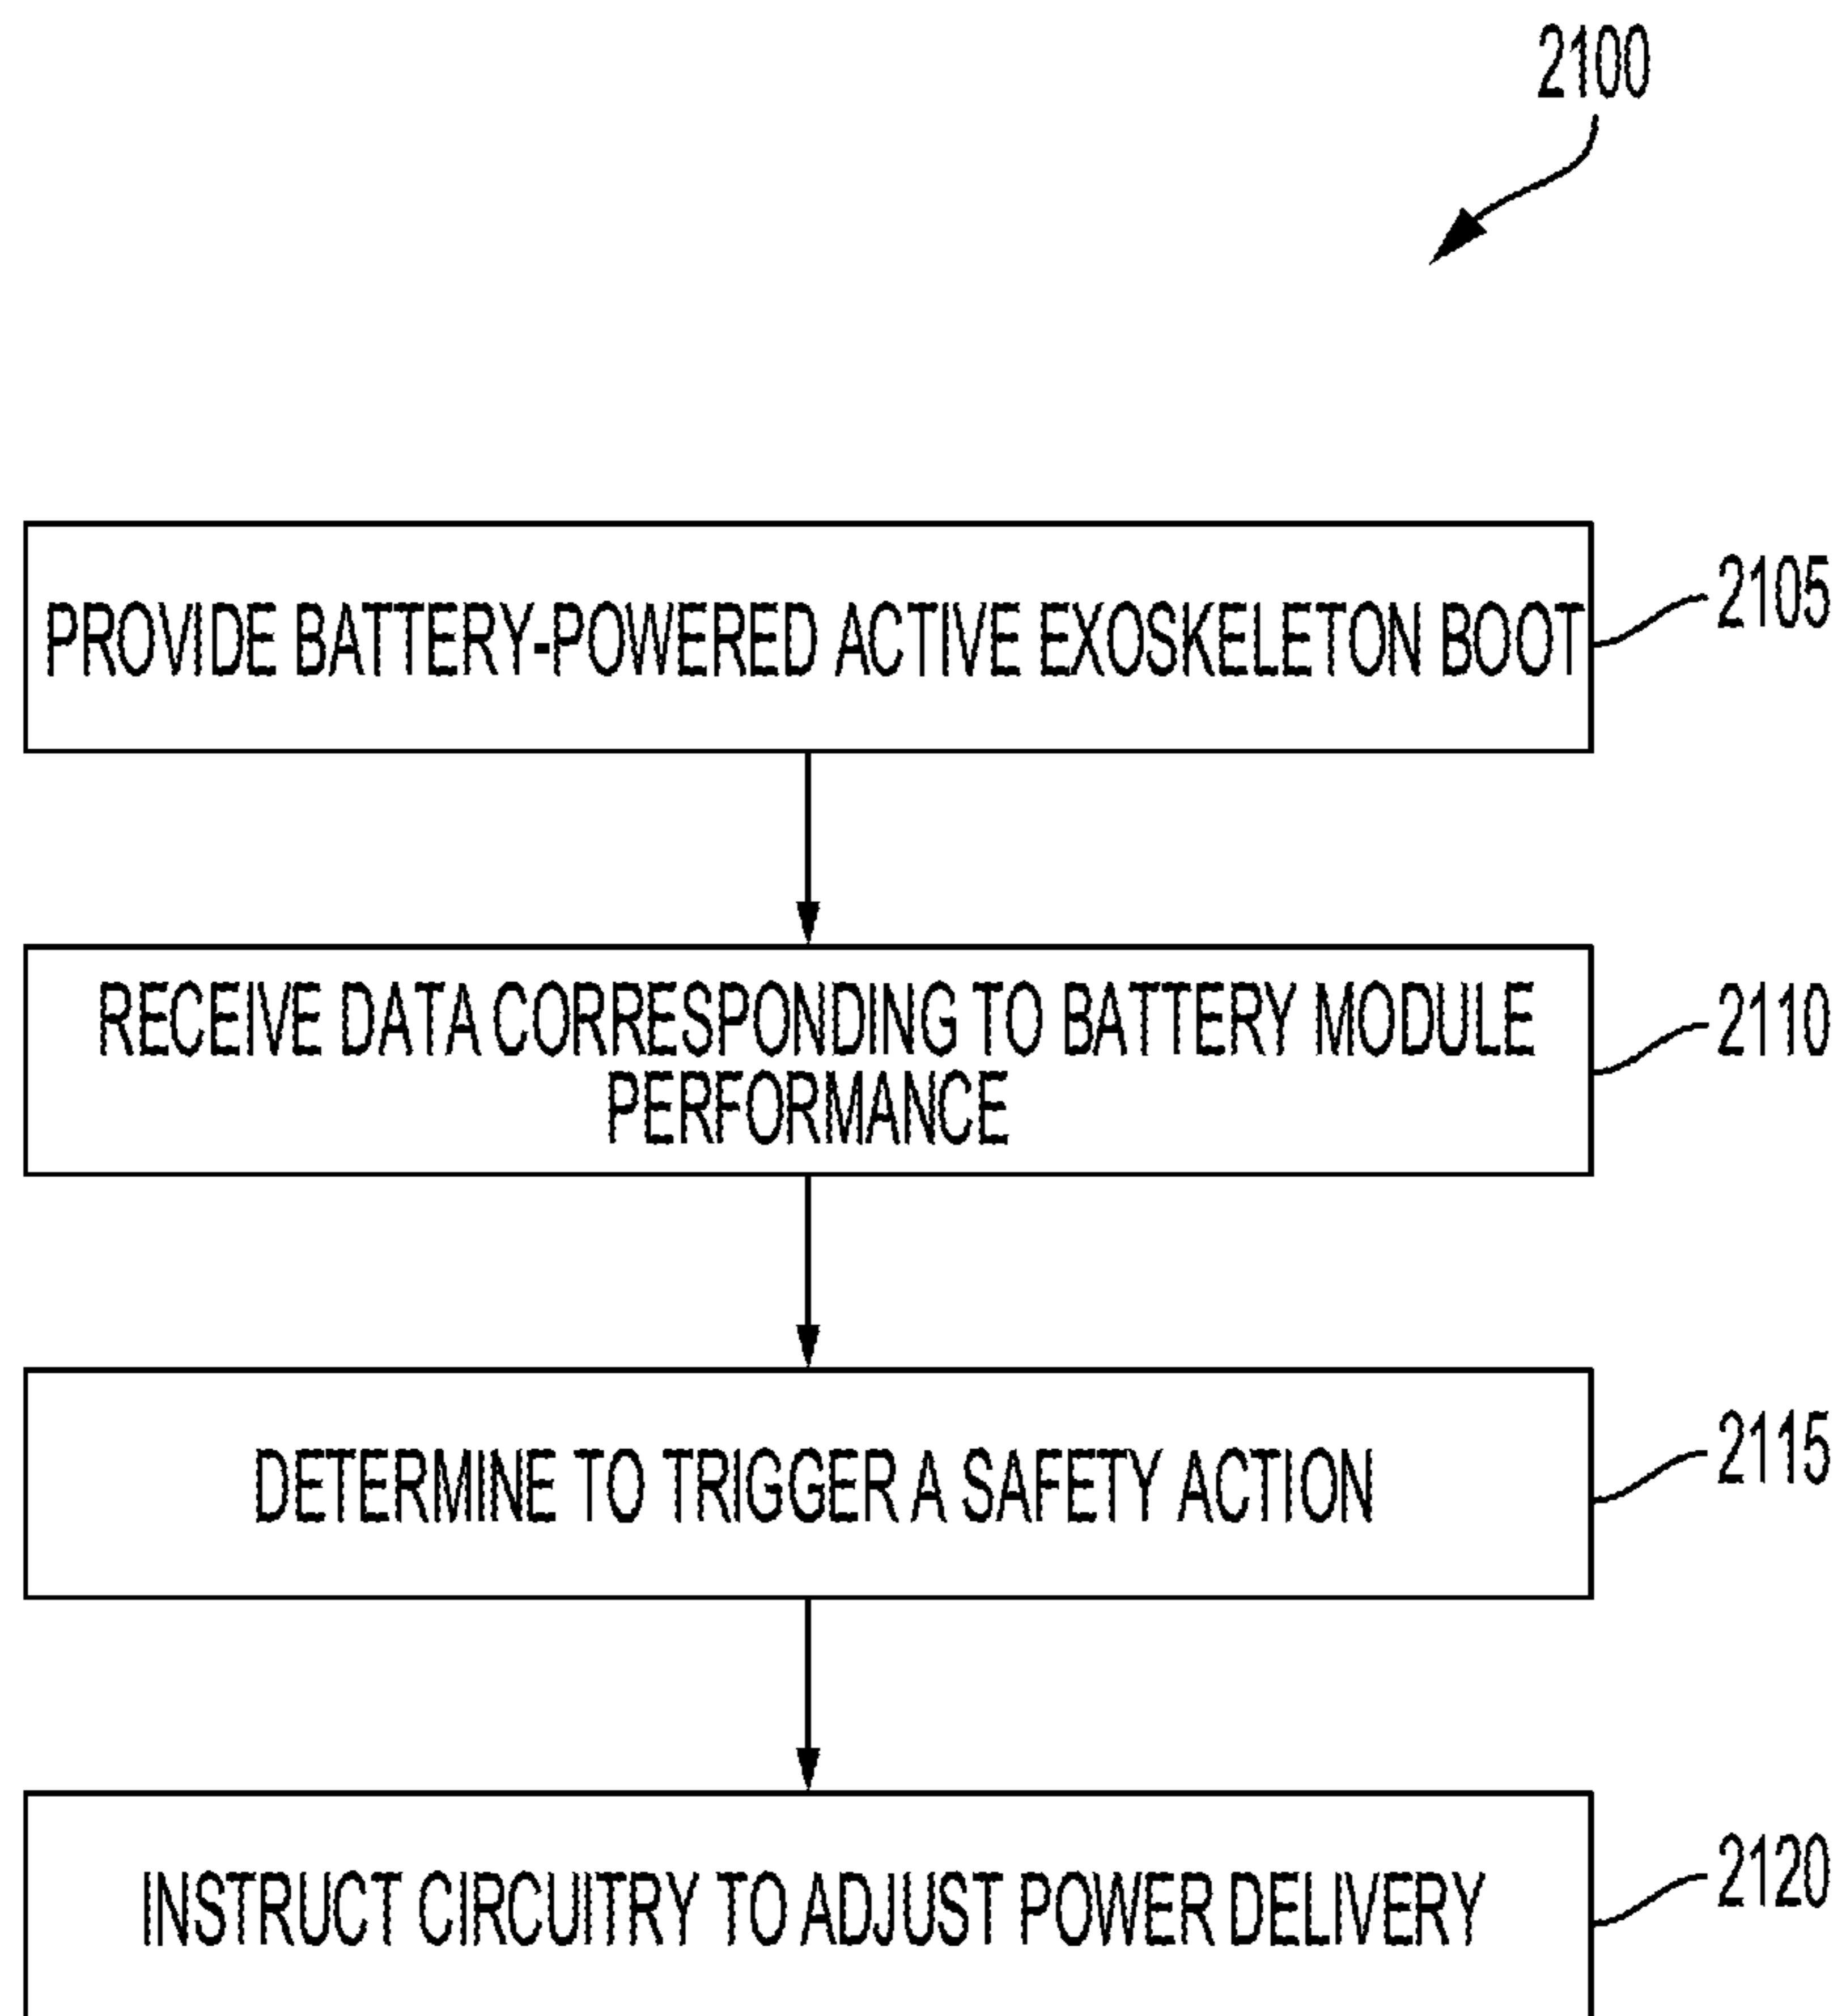 2100
PROVIDE BATTERY-POWERED ACTIVE EXOSKELETON BOOT
2105
RECEIVE DATA CORRESPONDING TO BATTERY MODULE
PERFORMANCE
2110
DETERMINE TO TRIGGER A SAFETY ACTION
2115
INSTRUCT CIRCUITRY TO ADJUST POWER DELIVERY
2120